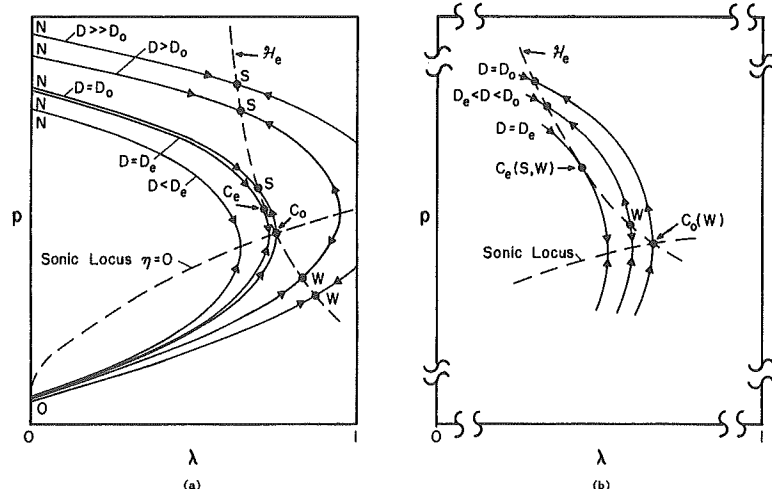 N
D>>D₀
D>D₀
N
N
D=D₀
N
D=Dₑ
D<Dₑ
ℋₑ
S
S
S
Cₑ
C₀
p
Sonic Locus η=0
W
W
O
0
1
λ
(a)
ℋₑ
D=D₀
Dₑ<D<D₀
D=Dₑ
Cₑ(S,W)
p
W
C₀(W)
Sonic Locus
0
1
λ
(b)